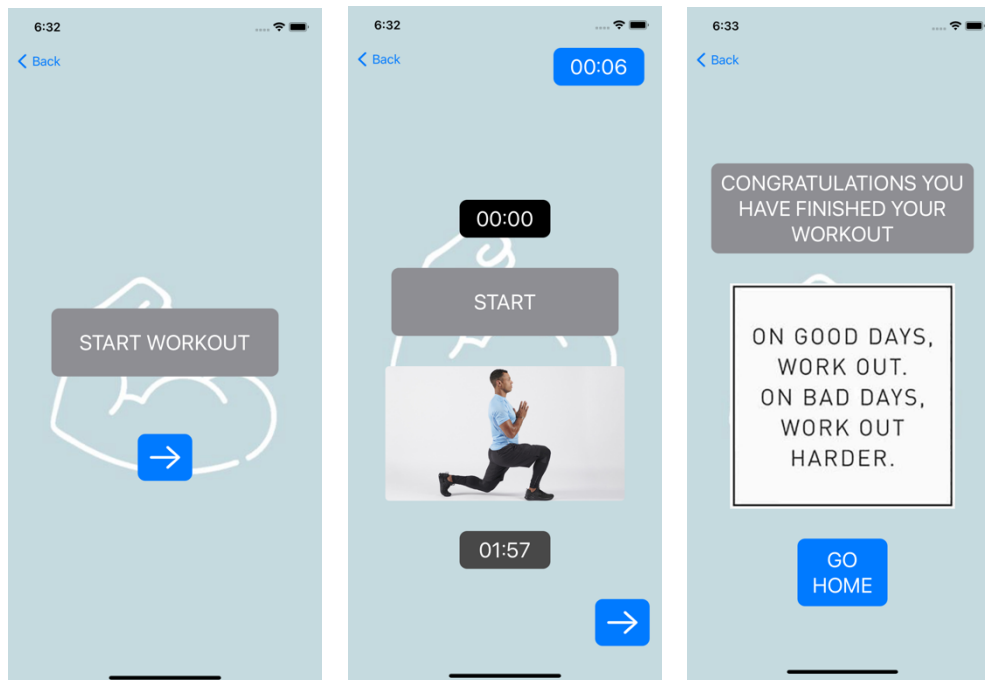 6:32
Back
START WORKOUT
6:32
Back
00:06
00:00
START
01:57
6:33
Back
CONGRATULATIONS YOU
HAVE FINISHED YOUR
WORKOUT
ON GOOD DAYS,
WORK OUT.
ON BAD DAYS,
WORK OUT
HARDER.
GO
HOME